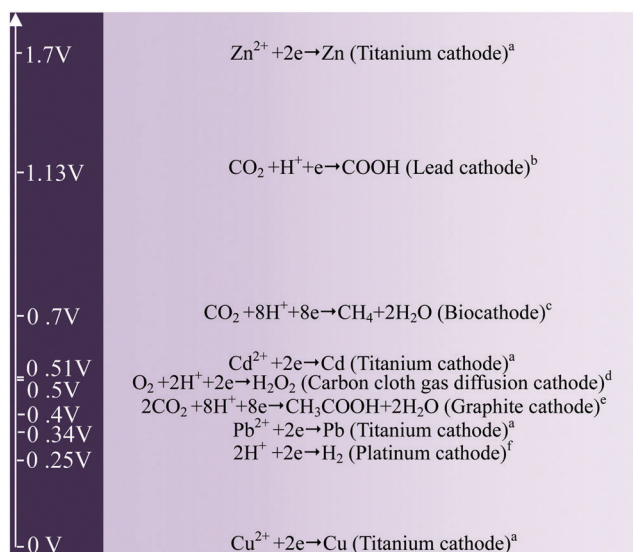 1.7V Zn²⁺ +2e→Zn (Titanium cathode)ᵃ
1.13V CO₂ +H⁺+e→COOH (Lead cathode)ᵇ
0 .7V CO₂ +8H⁺+8e→CH₄+2H₂O (Biocathode)ᶜ
0 .51V Cd²⁺ +2e→Cd (Titanium cathode)ᵃ
0 .5V O₂ +2H⁺+2e→H₂O₂ (Carbon cloth gas diffusion cathode)ᵈ
0 .4V 2CO₂ +8H⁺+8e→CH₃COOH+2H₂O (Graphite cathode)ᵉ
0 .34V Pb²⁺ +2e→Pb (Titanium cathode)ᵃ
0 .25V 2H⁺ +2e→H₂ (Platinum cathode)ᶠ
0 V Cu²⁺ +2e→Cu (Titanium cathode)ᵃ